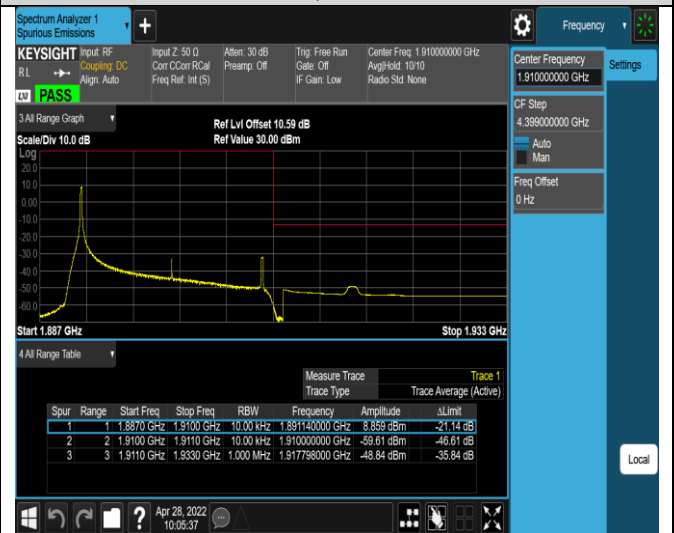 Spectrum Analyzer 1
Spurious Emissions
+
Frequency
KEYSIGHT Input: RF Input Z: 50 Ω Atten: 30 dB Trig: Free Run Center Freq: 1.910000000 GHz
R L Coupling: DC Corr CCorr RCal Preamp: Off Gate: Off Avg|Hold: 10/10
Align: Auto Freq Ref: Int (S) IF Gain: Low Radio Std: None
LXI PASS
Center Frequency
1.910000000 GHz
Settings
CF Step
4.399000000 GHz
Auto
Man
Freq Offset
0 Hz
3 All Range Graph
Ref Lvl Offset 10.59 dB
Scale/Div 10.0 dB Ref Value 30.00 dBm
Log
20.0
10.0
0.00
-10.0
-20.0
-30.0
-40.0
-50.0
-60.0
Start 1.887 GHz Stop 1.933 GHz
4 All Range Table
Measure Trace Trace 1
Trace Type Trace Average (Active)
Spur Range Start Freq Stop Freq RBW Frequency Amplitude ΔLimit
1 1 1.8870 GHz 1.9100 GHz 10.00 kHz 1.891140000 GHz 8.859 dBm -21.14 dB
2 2 1.9100 GHz 1.9110 GHz 10.00 kHz 1.910000000 GHz -59.61 dBm -46.61 dB
3 3 1.9110 GHz 1.9330 GHz 1.000 MHz 1.917798000 GHz -48.84 dBm -35.84 dB
Local
? Apr 28, 2022
10:05:37